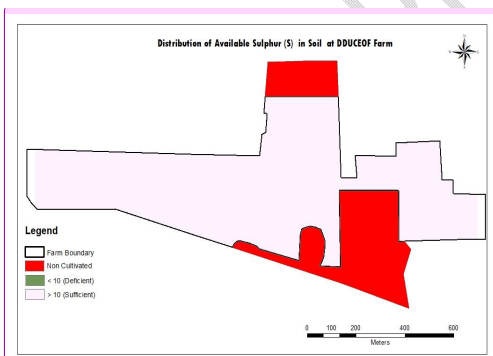 Distribution of Available Sulphur (S) in Soil at DDUCEOF Farm
Legend
Farm Boundary
Non Cultivated
< 10 (Deficient)
> 10 (Sufficient)
0 100 200 400 600
Meters